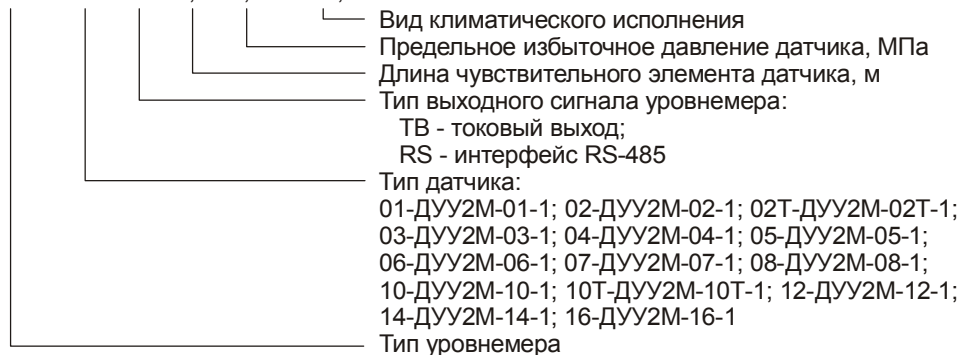 Вид климатического исполнения
Предельное избыточное давление датчика, МПа
Длина чувствительного элемента датчика, м
Тип выходного сигнала уровнемера:
ТВ - токовый выход;
RS - интерфейс RS-485
Тип датчика:
01-ДУУ2М-01-1; 02-ДУУ2М-02-1; 02Т-ДУУ2М-02Т-1;
03-ДУУ2М-03-1; 04-ДУУ2М-04-1; 05-ДУУ2М-05-1;
06-ДУУ2М-06-1; 07-ДУУ2М-07-1; 08-ДУУ2М-08-1;
10-ДУУ2М-10-1; 10Т-ДУУ2М-10Т-1; 12-ДУУ2М-12-1;
14-ДУУ2М-14-1; 16-ДУУ2М-16-1
Тип уровнемера